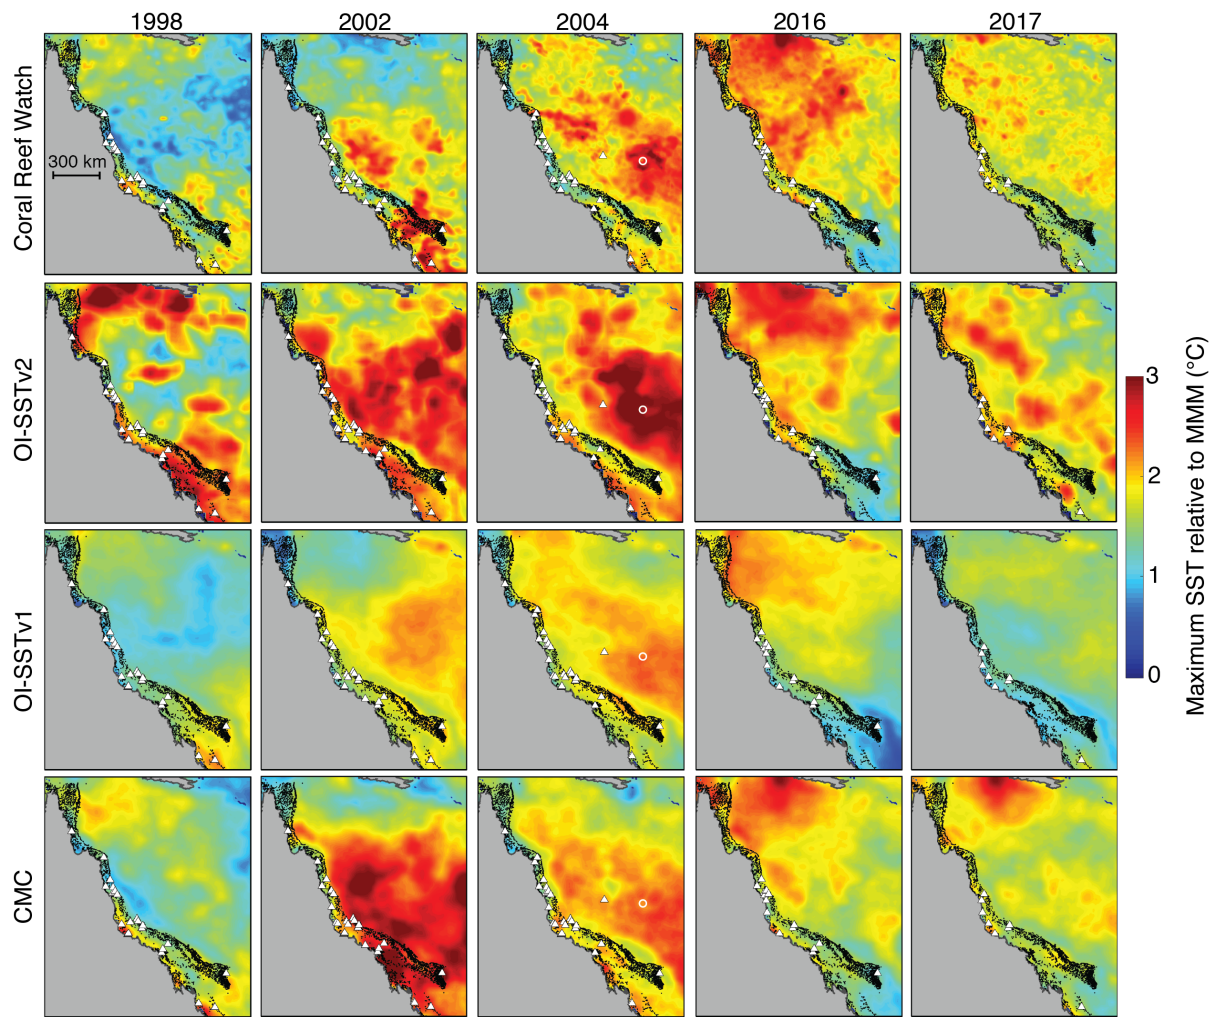 1998 2002 2004 2016 2017
Coral Reef Watch
300 km
OI-SSTv2
OI-SSTv1
CMC
3
2
1
0
Maximum SST relative to MMM (°C)